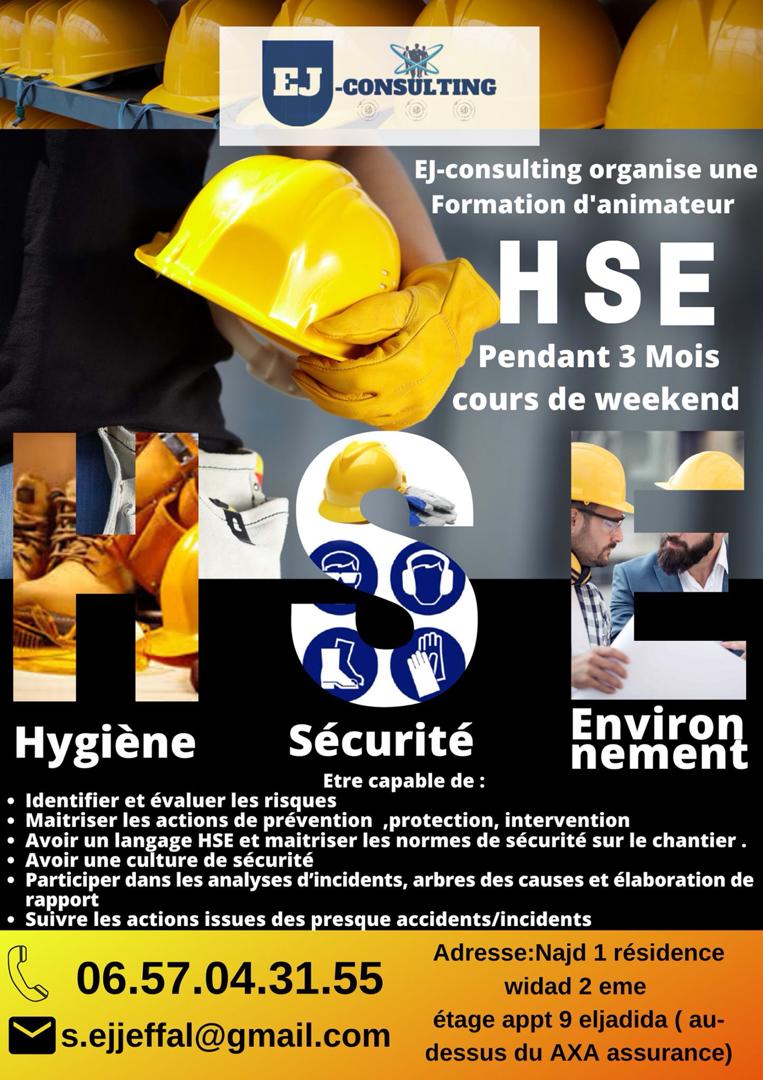 EJ-CONSULTING
EJ-consulting organise une
Formation d'animateur
HSE
Pendant 3 Mois
cours de weekend
H S E
Hygiène
Sécurité
Environ
nement
Etre capable de :
• Identifier et évaluer les risques
• Maitriser les actions de prévention ,protection, intervention
• Avoir un langage HSE et maitriser les normes de sécurité sur le chantier .
• Avoir une culture de sécurité
• Participer dans les analyses d’incidents, arbres des causes et élaboration de
rapport
• Suivre les actions issues des presque accidents/incidents
06.57.04.31.55
s.ejjeffal@gmail.com
Adresse:Najd 1 résidence
widad 2 eme
étage appt 9 eljadida ( au-
dessus du AXA assurance)